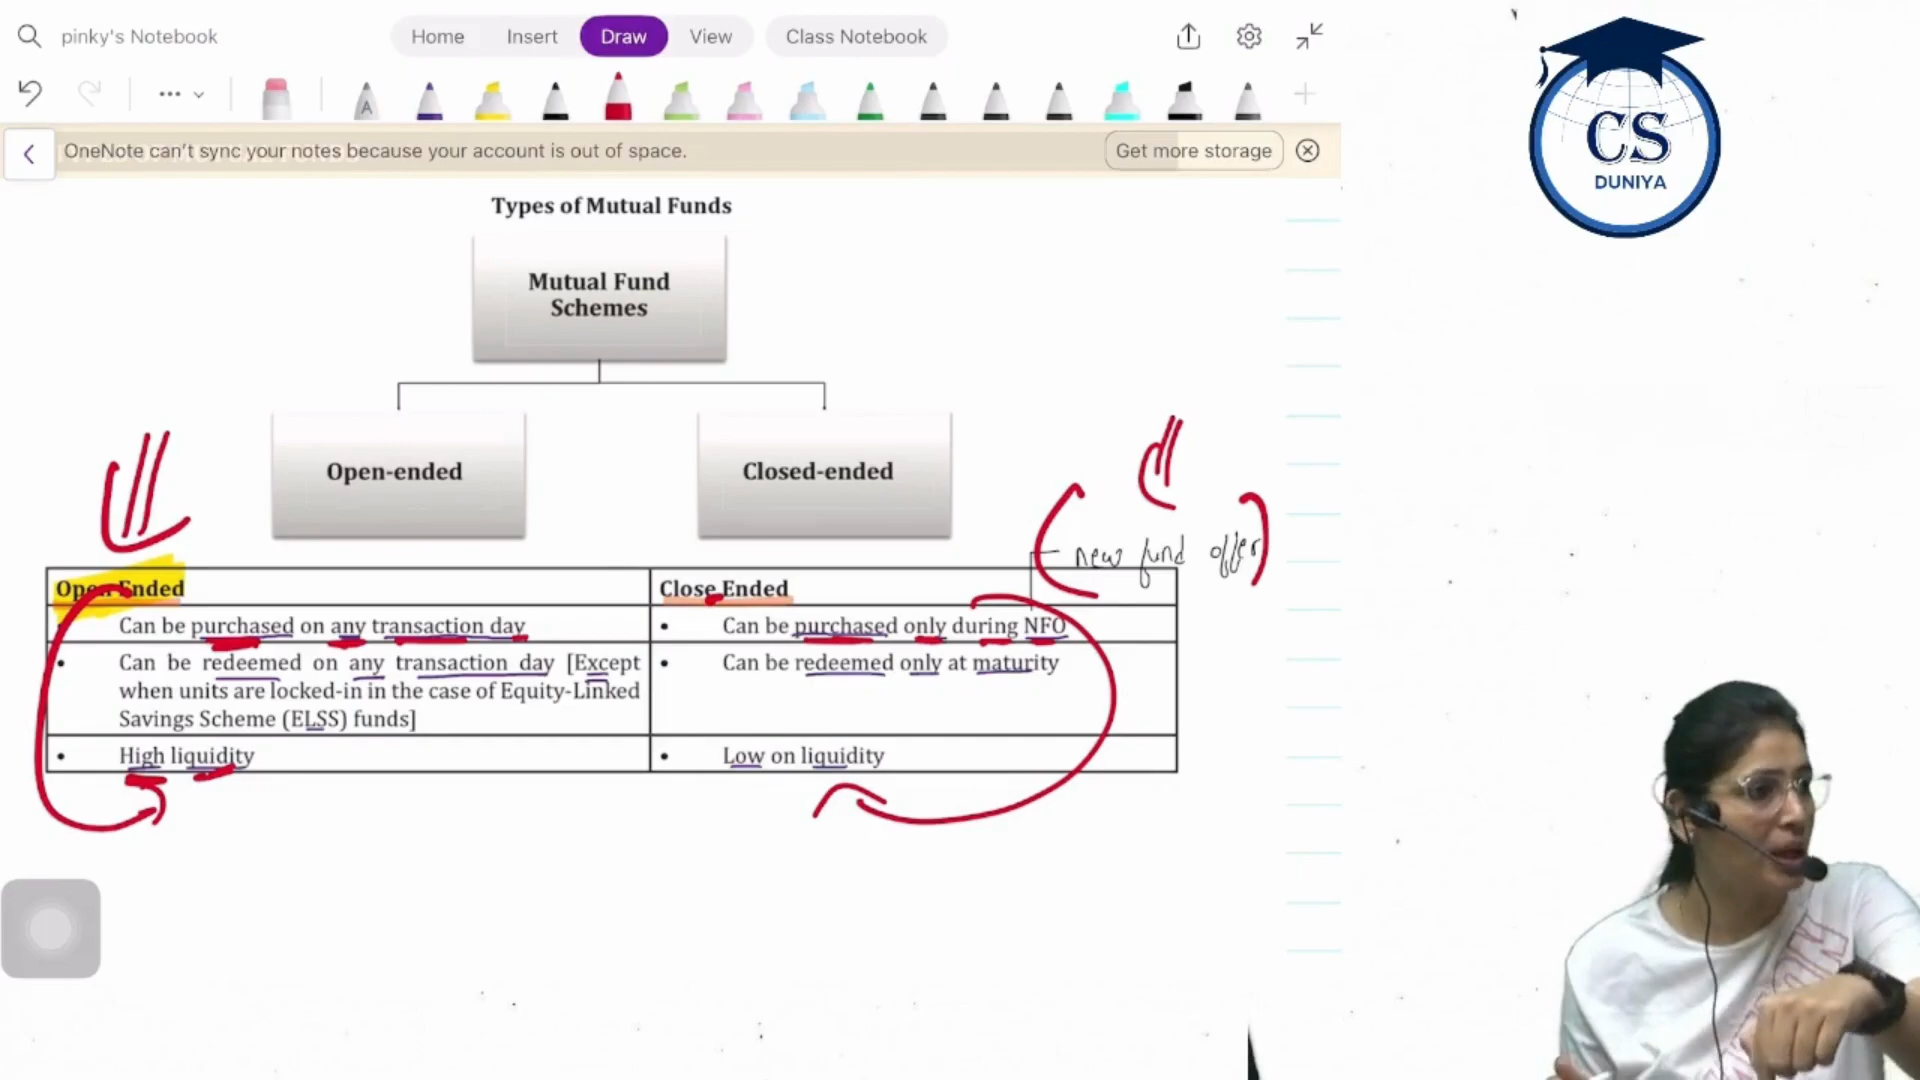 pinky's Notebook
Home Insert Draw View Class Notebook
A
OneNote can't sync your notes because your account is out of space.
Get more storage
CS
DUNIYA
Types of Mutual Funds
Mutual Fund
Schemes
Open-ended
Closed-ended
new fund offer
Open Ended
Close Ended
• Can be purchased on any transaction day
• Can be purchased only during NFO
• Can be redeemed on any transaction day [Except
when units are locked-in in the case of Equity-Linked
Savings Scheme (ELSS) funds]
• Can be redeemed only at maturity
• High liquidity
• Low on liquidity